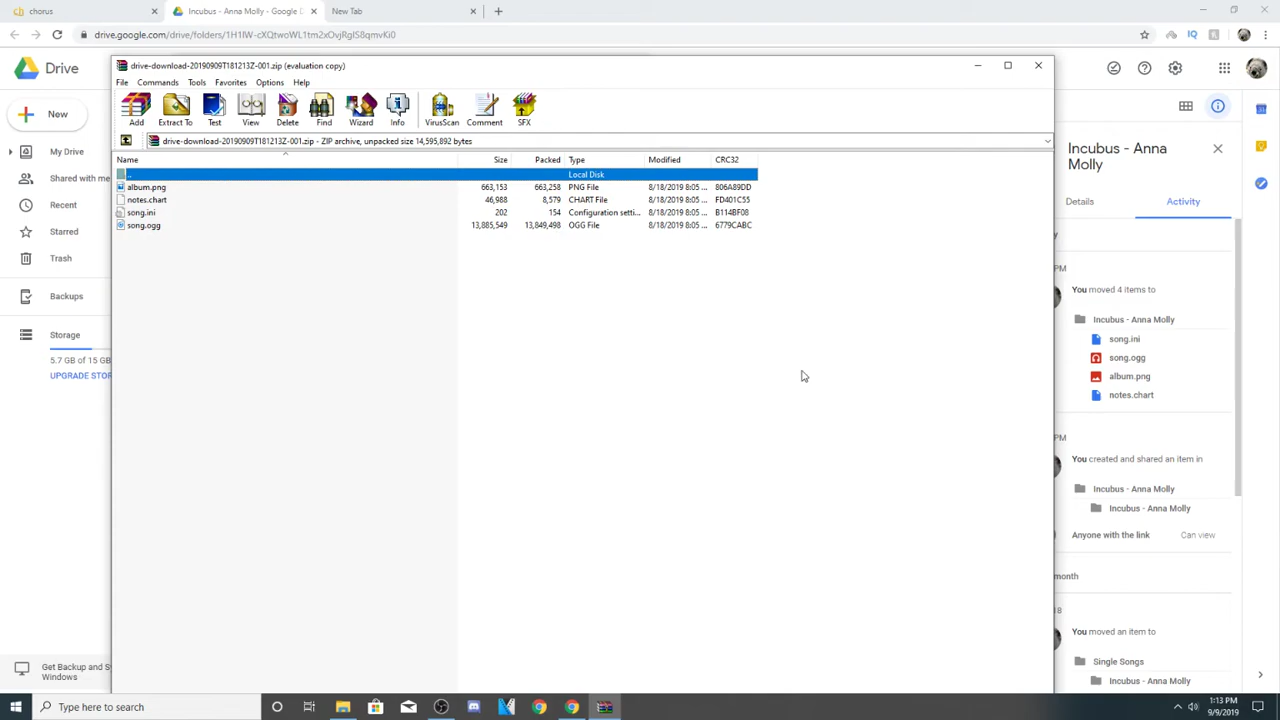 chorus
Incubus - Anna Molly - Google D
New Tab
drive.google.com/drive/folders/1H1lW-cXQtwoWL1tm2xOvjRglS8qmvKi0
Drive
New
My Drive
Shared with me
Recent
Starred
Trash
Backups
Storage
5.7 GB of 15 GB
UPGRADE STOR
Get Backup and S
Windows
drive-download-20190909T181213Z-001.zip (evaluation copy)
File Commands Tools Favorites Options Help
Add Extract To Test View Delete Find Wizard Info VirusScan Comment SFX
drive-download-20190909T181213Z-001.zip - ZIP archive, unpacked size 14,595,892 bytes
Name Size Packed Type Modified CRC32
.. Local Disk
album.png 663,153 663,258 PNG File 8/18/2019 8:05 ... 806A89DD
notes.chart 46,988 8,579 CHART File 8/18/2019 8:05 ... FD401C55
song.ini 202 154 Configuration setti... 8/18/2019 8:05 ... B114BF08
song.ogg 13,885,549 13,849,498 OGG File 8/18/2019 8:05 ... 6779CABC
Incubus - Anna
Molly
Details Activity
PM
You moved 4 items to
Incubus - Anna Molly
song.ini
song.ogg
album.png
notes.chart
PM
You created and shared an item in
Incubus - Anna Molly
Incubus - Anna Molly
Anyone with the link Can view
month
18
You moved an item to
Single Songs
Incubus - Anna Molly
Type here to search
1:13 PM
9/9/2019